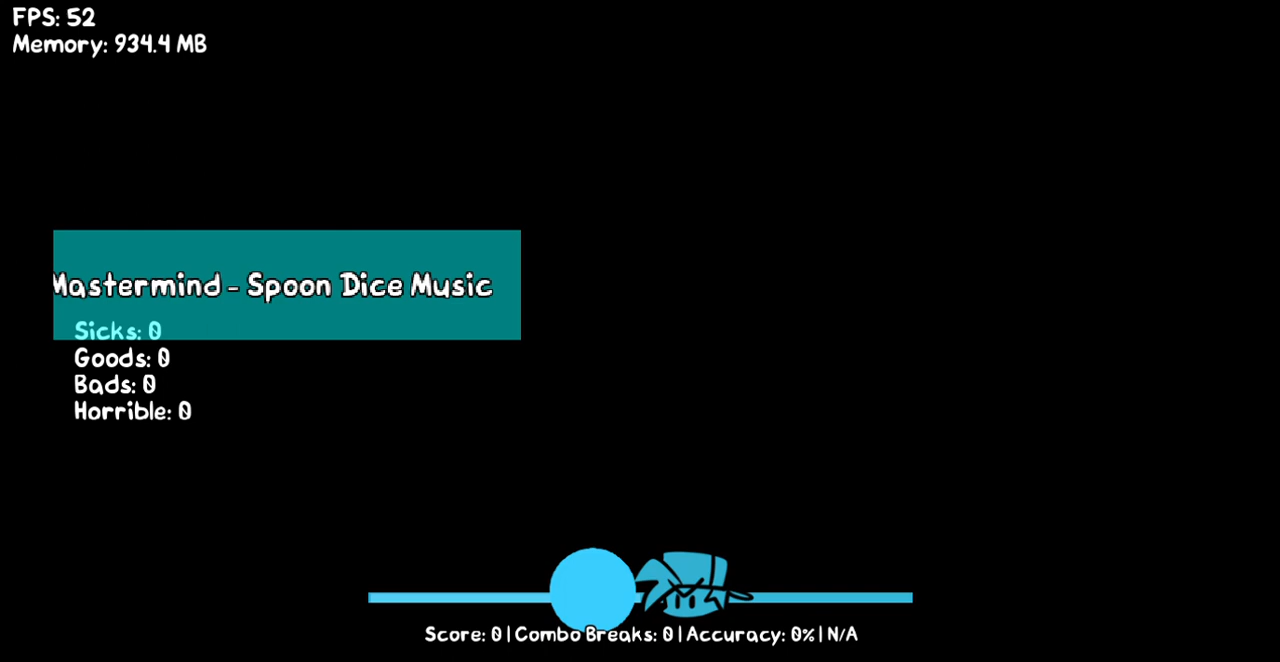 FPS: 52
Memory: 934.4 MB
Mastermind - Spoon Dice Music
Sicks: 0
Goods: 0
Bads: 0
Horrible: 0
Score: 0 | Combo Breaks: 0 | Accuracy: 0% | N/A